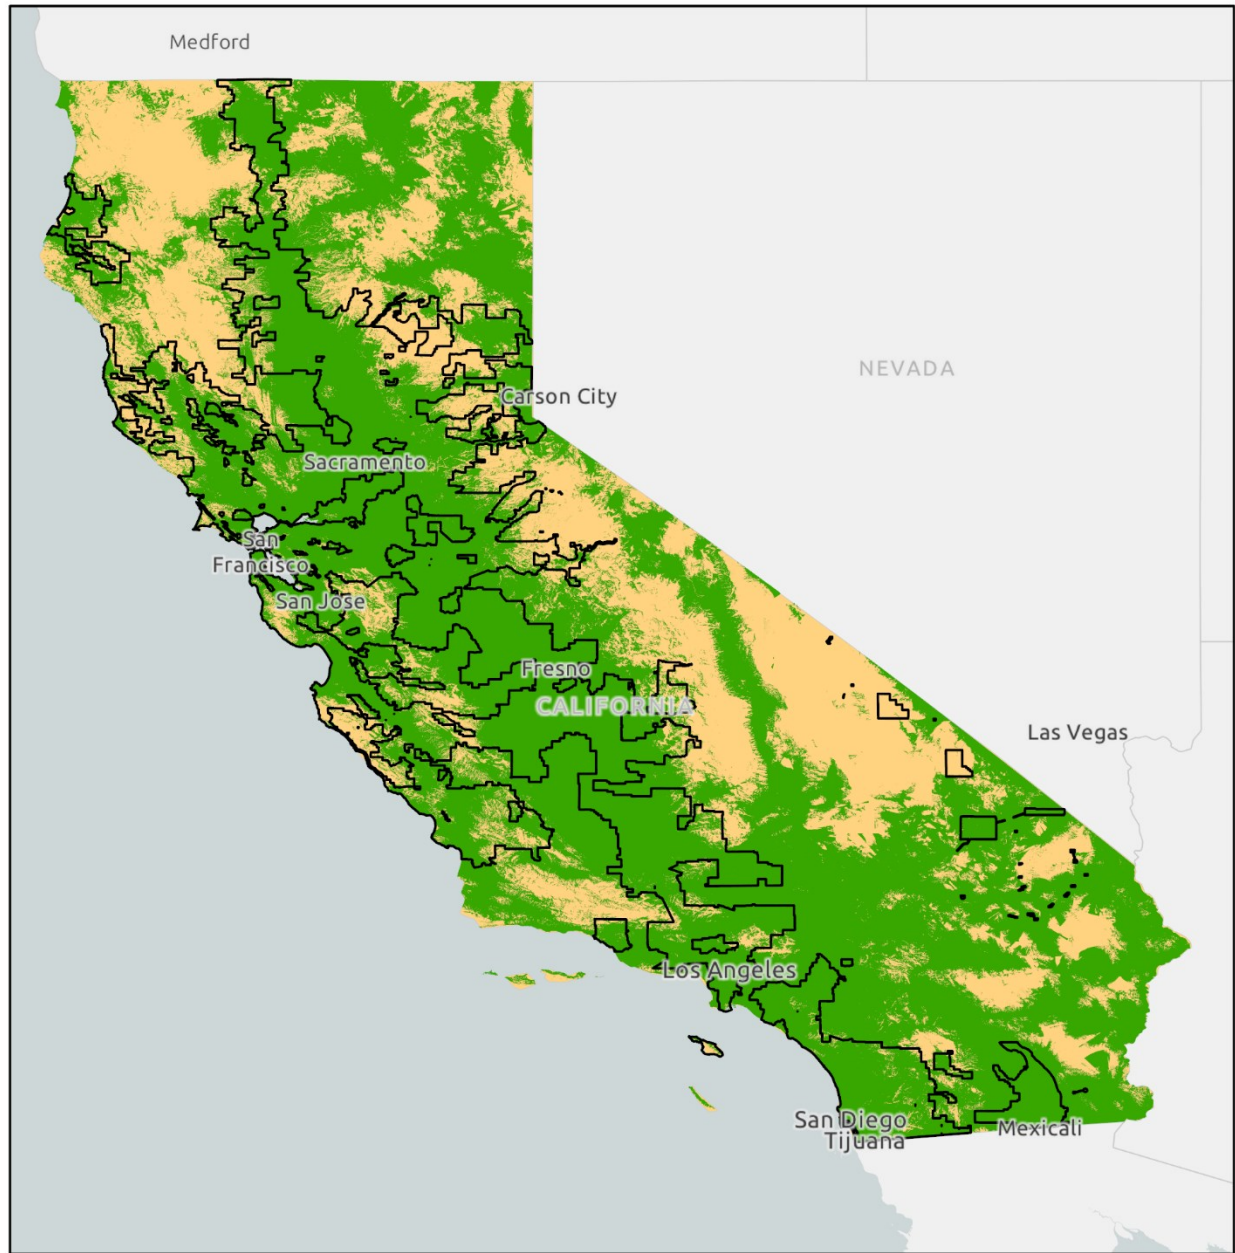 Medford
NEVADA
Carson City
Sacramento
San
Francisco
San Jose
Fresno
CALIFORNIA
Las Vegas
Los Angeles
San Diego
Tijuana
Mexicali